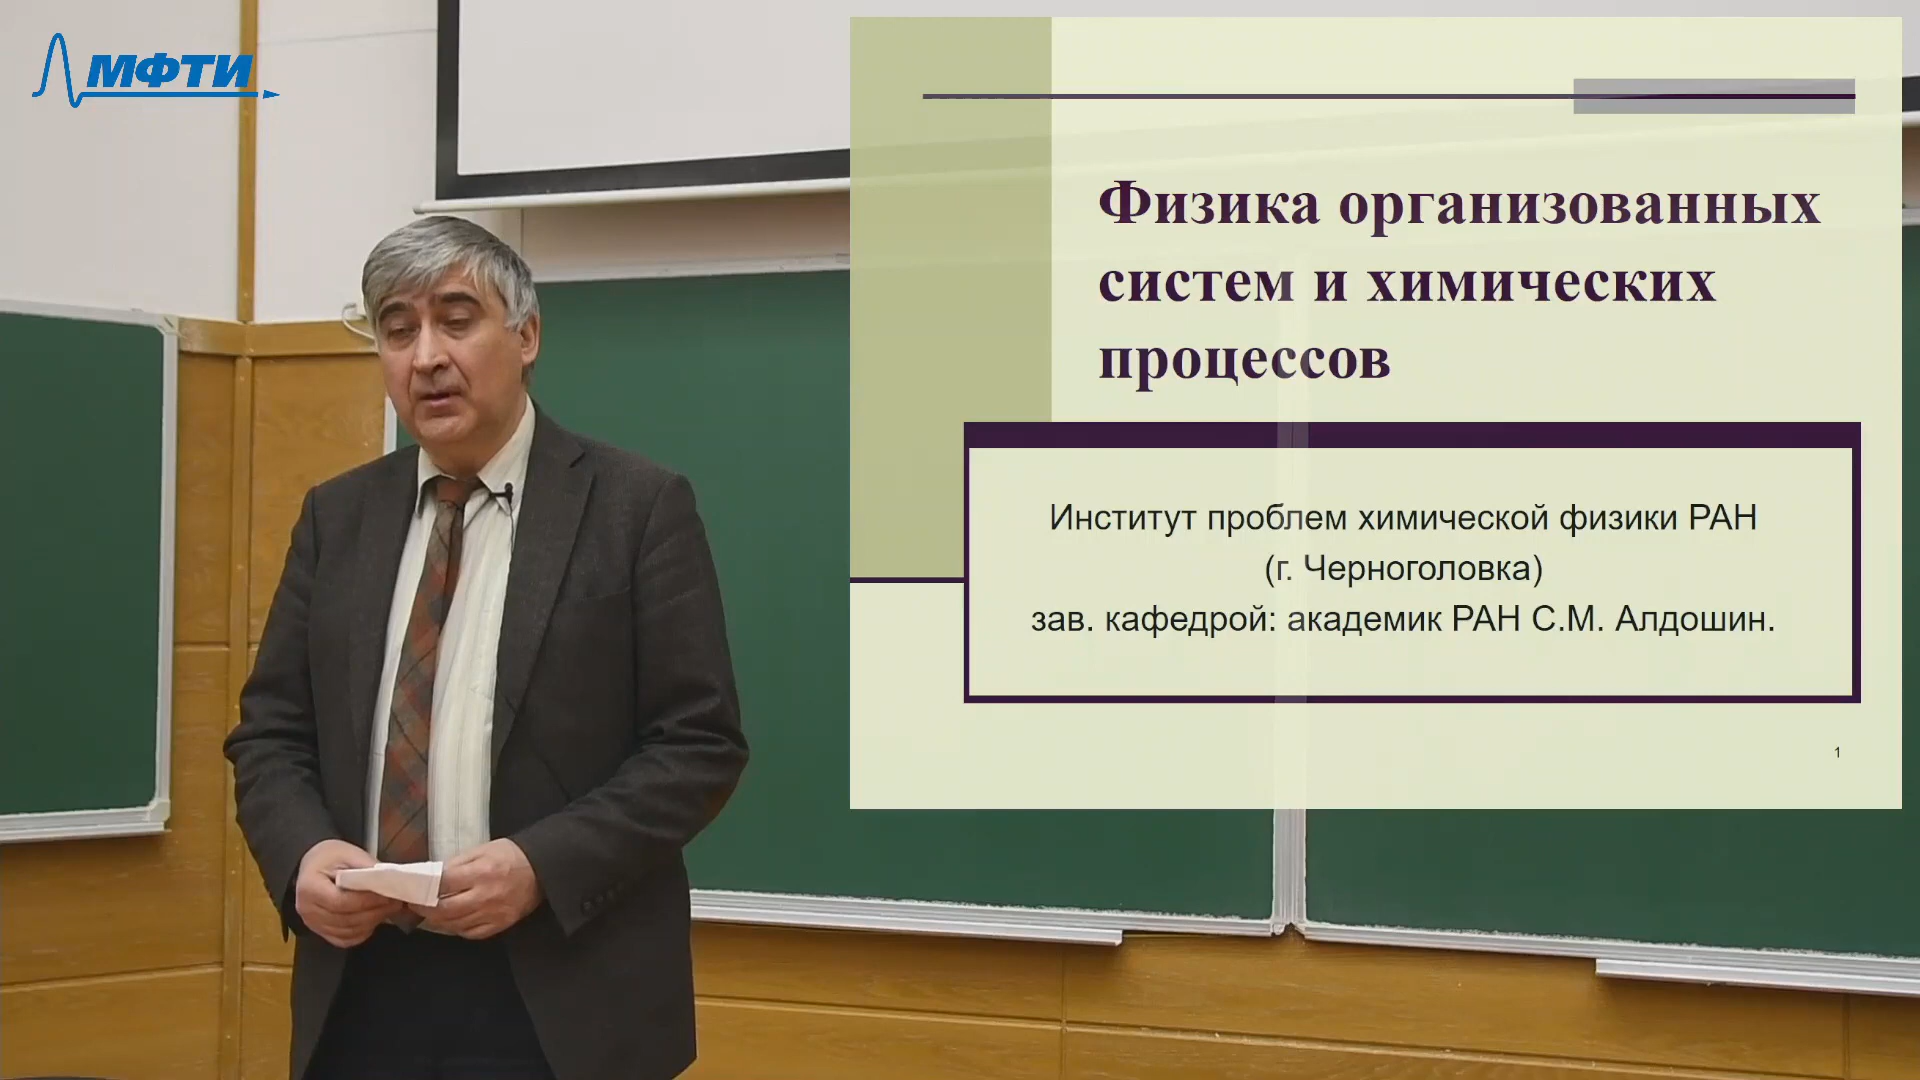 МФТИ
Физика организованных
систем и химических
процессов
Институт проблем химической физики РАН
(г. Черноголовка)
зав. кафедрой: академик РАН С.М. Алдошин.
1